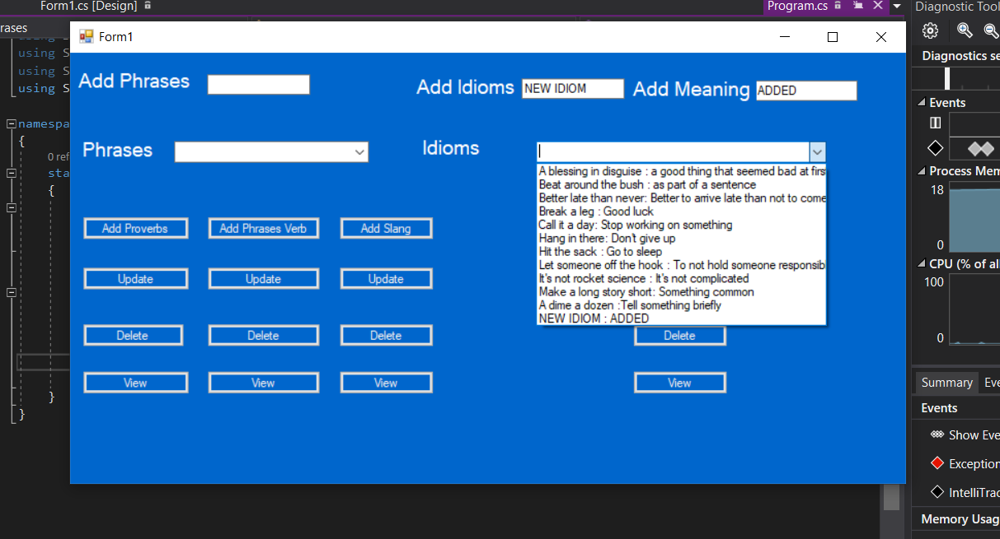 Form1.cs [Design]
Program.cs
Diagnostic Tool
rases
using S
using S
using S
namespa
{
0 ref
sta
{
}
}
Form1
Add Phrases
Add Idioms NEW IDIOM Add Meaning ADDED
Phrases
Idioms
A blessing in disguise : a good thing that seemed bad at firs
Beat around the bush : as part of a sentence
Better late than never: Better to arrive late than not to come
Break a leg : Good luck
Call it a day: Stop working on something
Hang in there: Don't give up
Hit the sack : Go to sleep
Let someone off the hook : To not hold someone responsib
It's not rocket science : It's not complicated
Make a long story short: Something common
A dime a dozen :Tell something briefly
NEW IDIOM : ADDED
Add Proverbs Add Phrases Verb Add Slang
Update Update Update
Delete Delete Delete Delete
View View View View
Diagnostics se
Events
Process Mem
18
0
CPU (% of all
100
0
Summary Eve
Events
Show Eve
Exception
IntelliTrac
Memory Usag